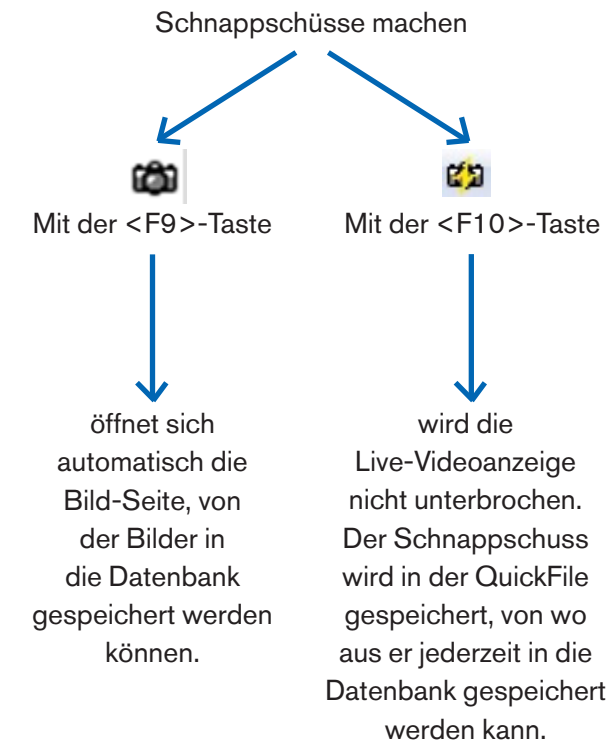 Schnappschüsse machen
Mit der <F9>-Taste
öffnet sich
automatisch die
Bild-Seite, von
der Bilder in
die Datenbank
gespeichert werden
können.
Mit der <F10>-Taste
wird die
Live-Videoanzeige
nicht unterbrochen.
Der Schnappschuss
wird in der QuickFile
gespeichert, von wo
aus er jederzeit in die
Datenbank gespeichert
werden kann.